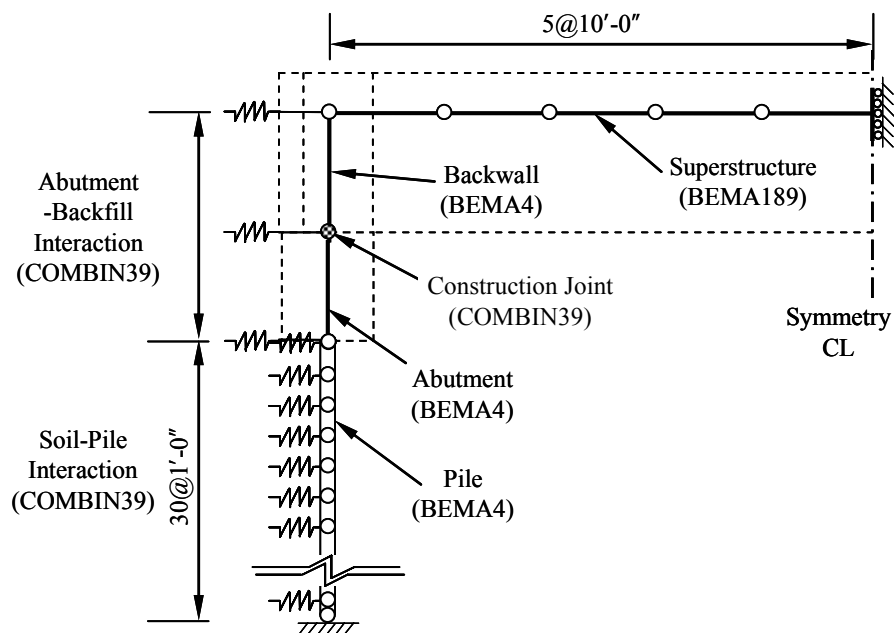 5@10′-0″
Abutment
-Backfill
Interaction
(COMBIN39)
Backwall
(BEMA4)
Superstructure
(BEMA189)
Construction Joint
(COMBIN39)
Symmetry
CL
Abutment
(BEMA4)
Soil-Pile
Interaction
(COMBIN39)
30@1′-0″
Pile
(BEMA4)